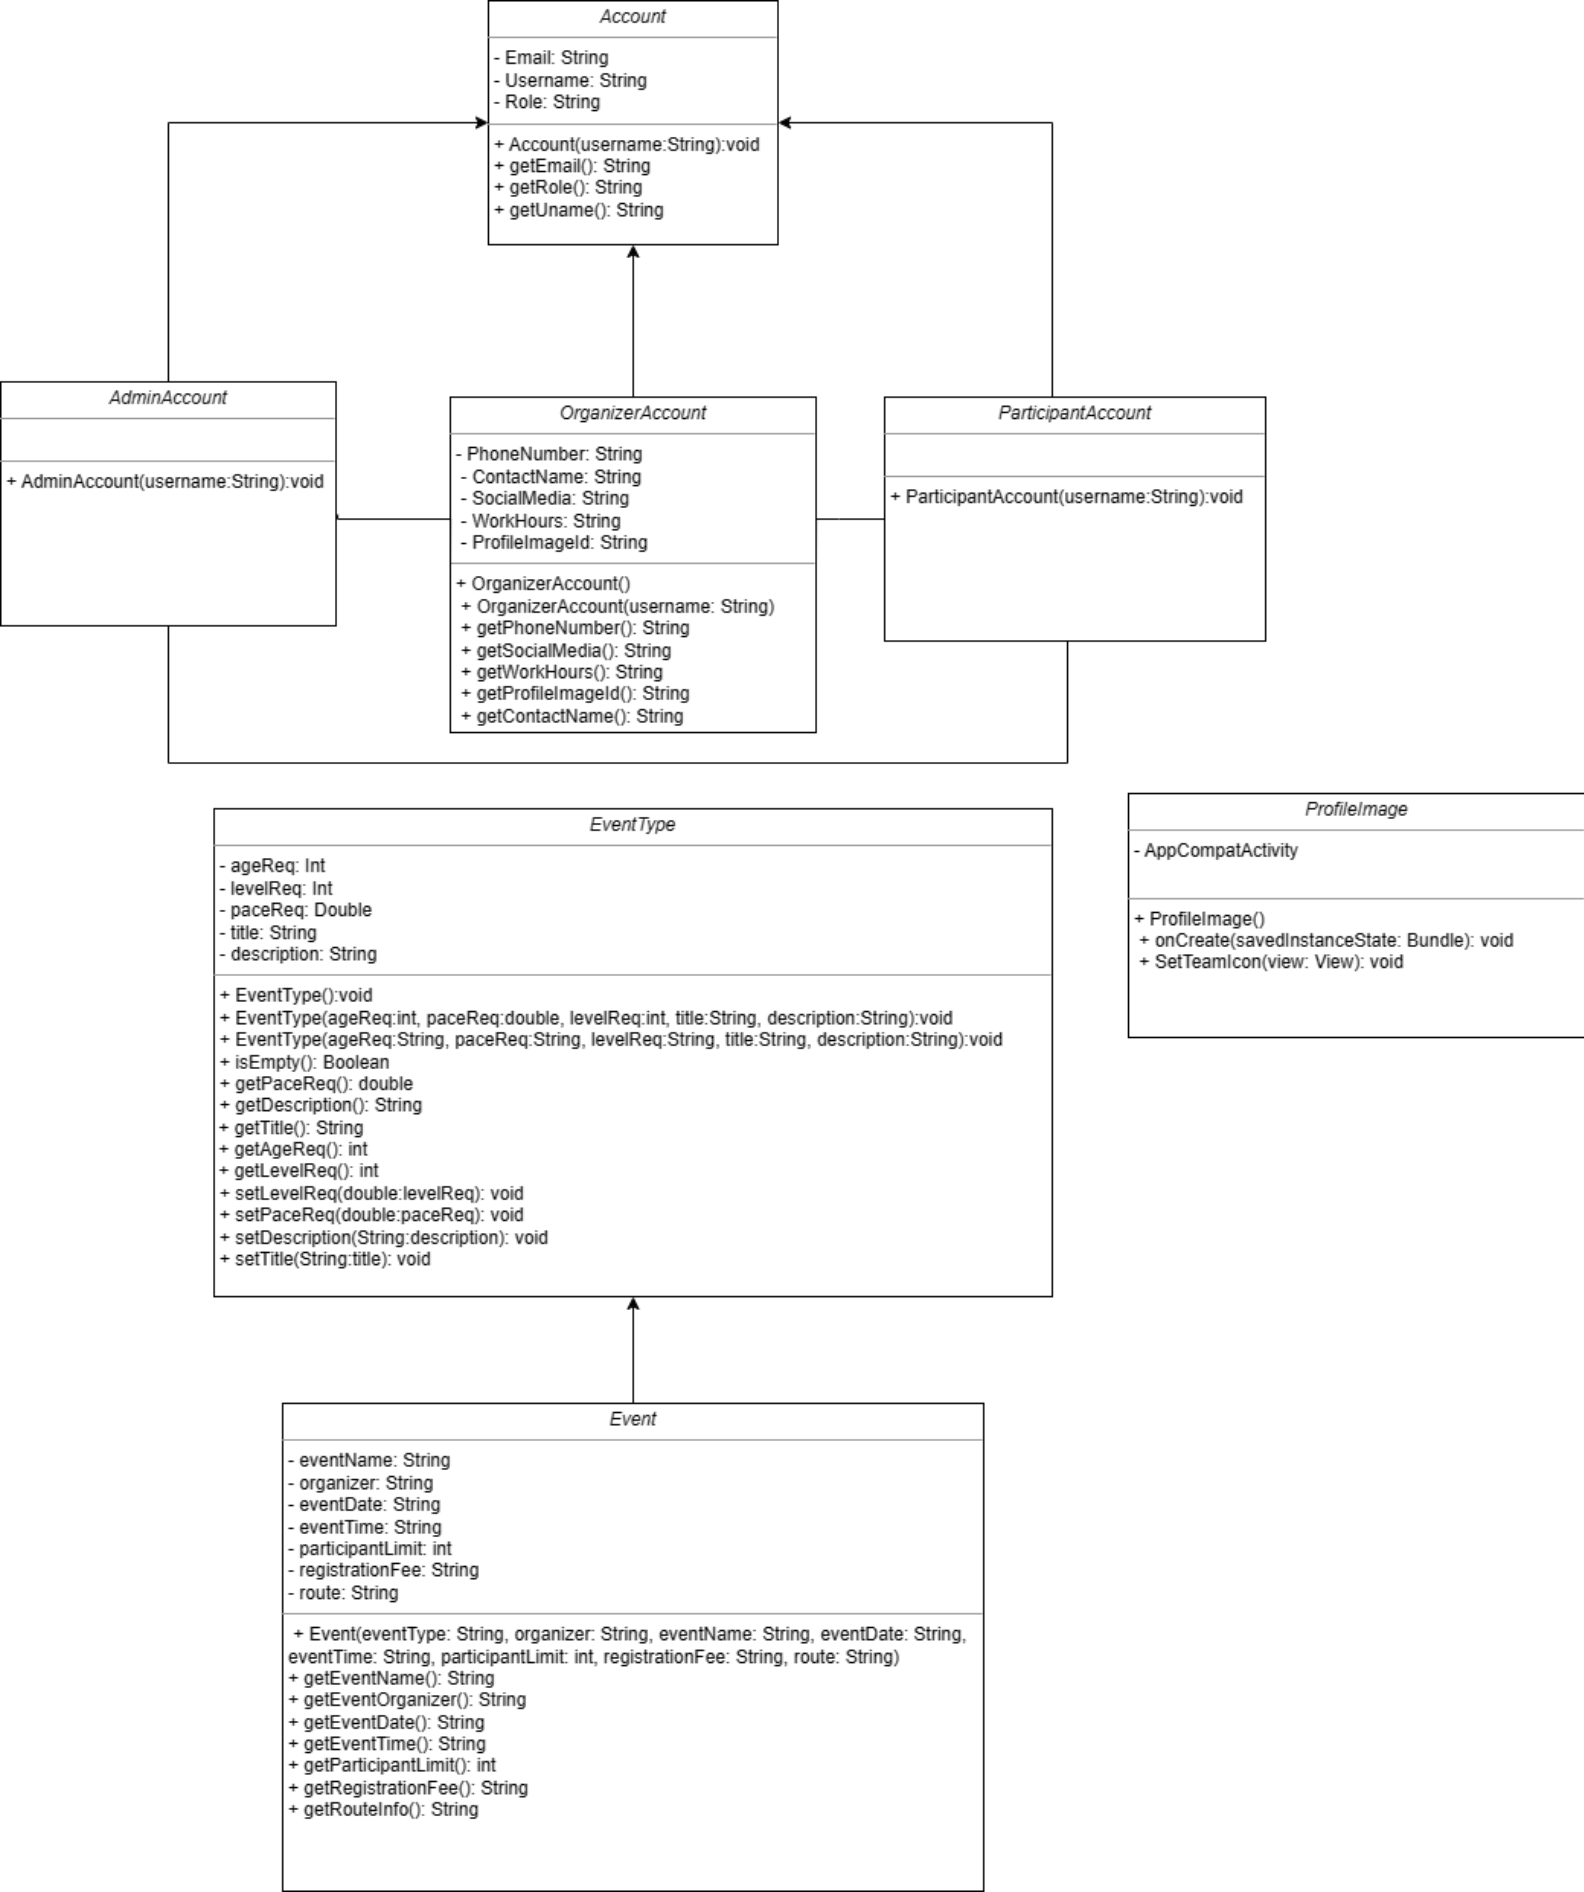 Account
- Email: String
- Username: String
- Role: String
+ Account(username:String):void
+ getEmail(): String
+ getRole(): String
+ getUname(): String
AdminAccount
+ AdminAccount(username:String):void
OrganizerAccount
- PhoneNumber: String
- ContactName: String
- SocialMedia: String
- WorkHours: String
- ProfileImageId: String
+ OrganizerAccount()
+ OrganizerAccount(username: String)
+ getPhoneNumber(): String
+ getSocialMedia(): String
+ getWorkHours(): String
+ getProfileImageId(): String
+ getContactName(): String
ParticipantAccount
+ ParticipantAccount(username:String):void
EventType
- ageReq: Int
- levelReq: Int
- paceReq: Double
- title: String
- description: String
+ EventType():void
+ EventType(ageReq:int, paceReq:double, levelReq:int, title:String, description:String):void
+ EventType(ageReq:String, paceReq:String, levelReq:String, title:String, description:String):void
+ isEmpty(): Boolean
+ getPaceReq(): double
+ getDescription(): String
+ getTitle(): String
+ getAgeReq(): int
+ getLevelReq(): int
+ setLevelReq(double:levelReq): void
+ setPaceReq(double:paceReq): void
+ setDescription(String:description): void
+ setTitle(String:title): void
ProfileImage
- AppCompatActivity
+ ProfileImage()
+ onCreate(savedInstanceState: Bundle): void
+ SetTeamIcon(view: View): void
Event
- eventName: String
- organizer: String
- eventDate: String
- eventTime: String
- participantLimit: int
- registrationFee: String
- route: String
+ Event(eventType: String, organizer: String, eventName: String, eventDate: String,
eventTime: String, participantLimit: int, registrationFee: String, route: String)
+ getEventName(): String
+ getEventOrganizer(): String
+ getEventDate(): String
+ getEventTime(): String
+ getParticipantLimit(): int
+ getRegistrationFee(): String
+ getRouteInfo(): String